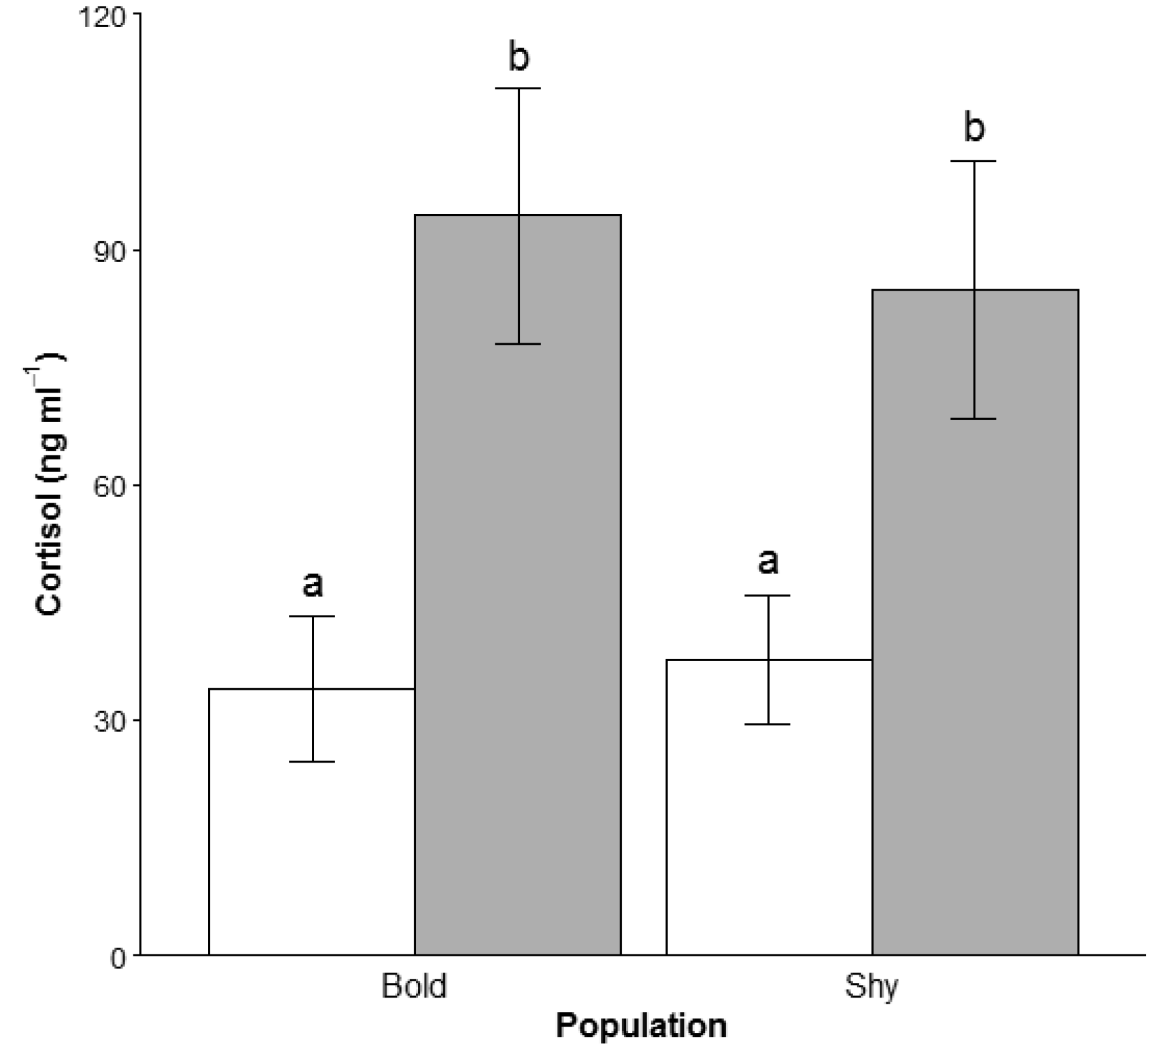 120
b
b
90
Cortisol (ng ml⁻¹)
60
a
a
30
0
Bold
Shy
Population